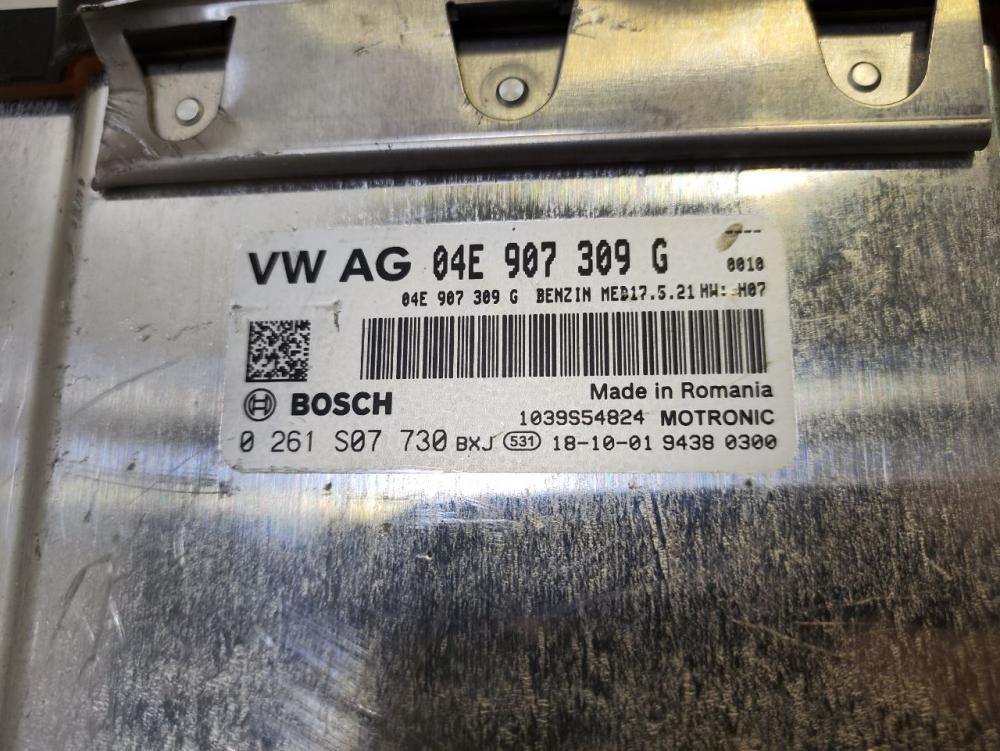 ----
VW AG 04E 907 309 G 0010
04E 907 309 G BENZIN MED17.5.21 HW: H07
Made in Romania
BOSCH
1039S54824 MOTRONIC
0 261 S07 730 BXJ 531 18-10-01 9438 0300